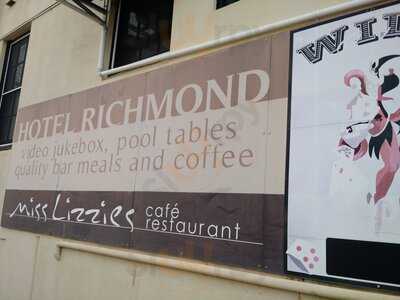 HOTEL RICHMOND
video jukebox, pool tables
quality bar meals and coffee
Miss Lizzies café
restaurant